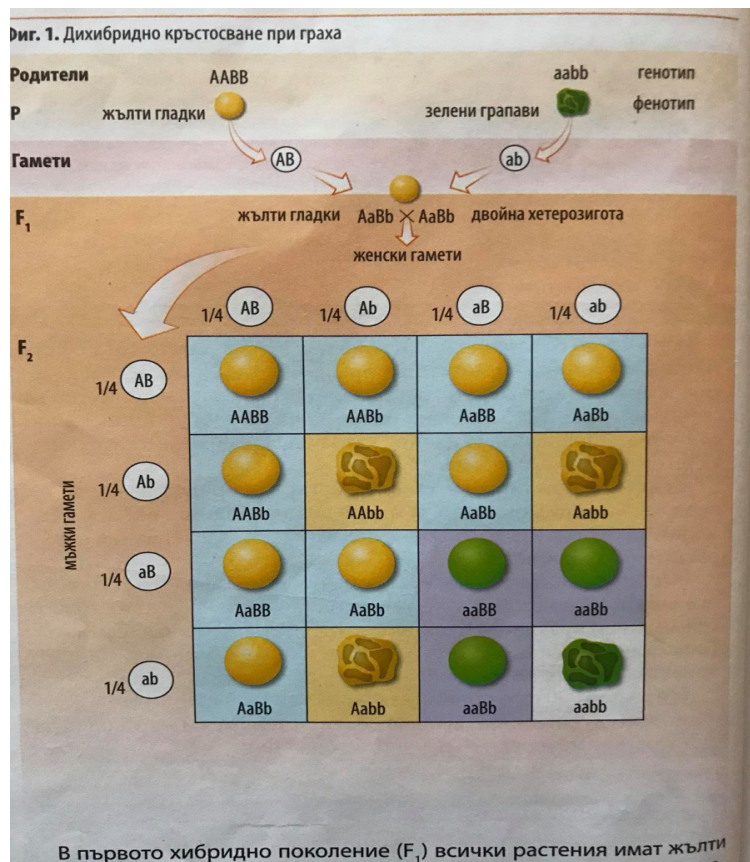 Фиг. 1. Дихибридно кръстосване при граха
Родители AABB aabb генотип
P жълти гладки зелени грапави фенотип
Гамети AB ab
F₁ жълти гладки AaBb × AaBb двойна хетерозигота
женски гамети
1/4 AB 1/4 Ab 1/4 aB 1/4 ab
F₂
1/4 AB
AABB AABb AaBB AaBb
мъжки гамети
1/4 Ab
AABb AAbb AaBb Aabb
1/4 aB
AaBB AaBb aaBB aaBb
1/4 ab
AaBb Aabb aaBb aabb
В първото хибридно поколение (F₁) всички растения имат жълти